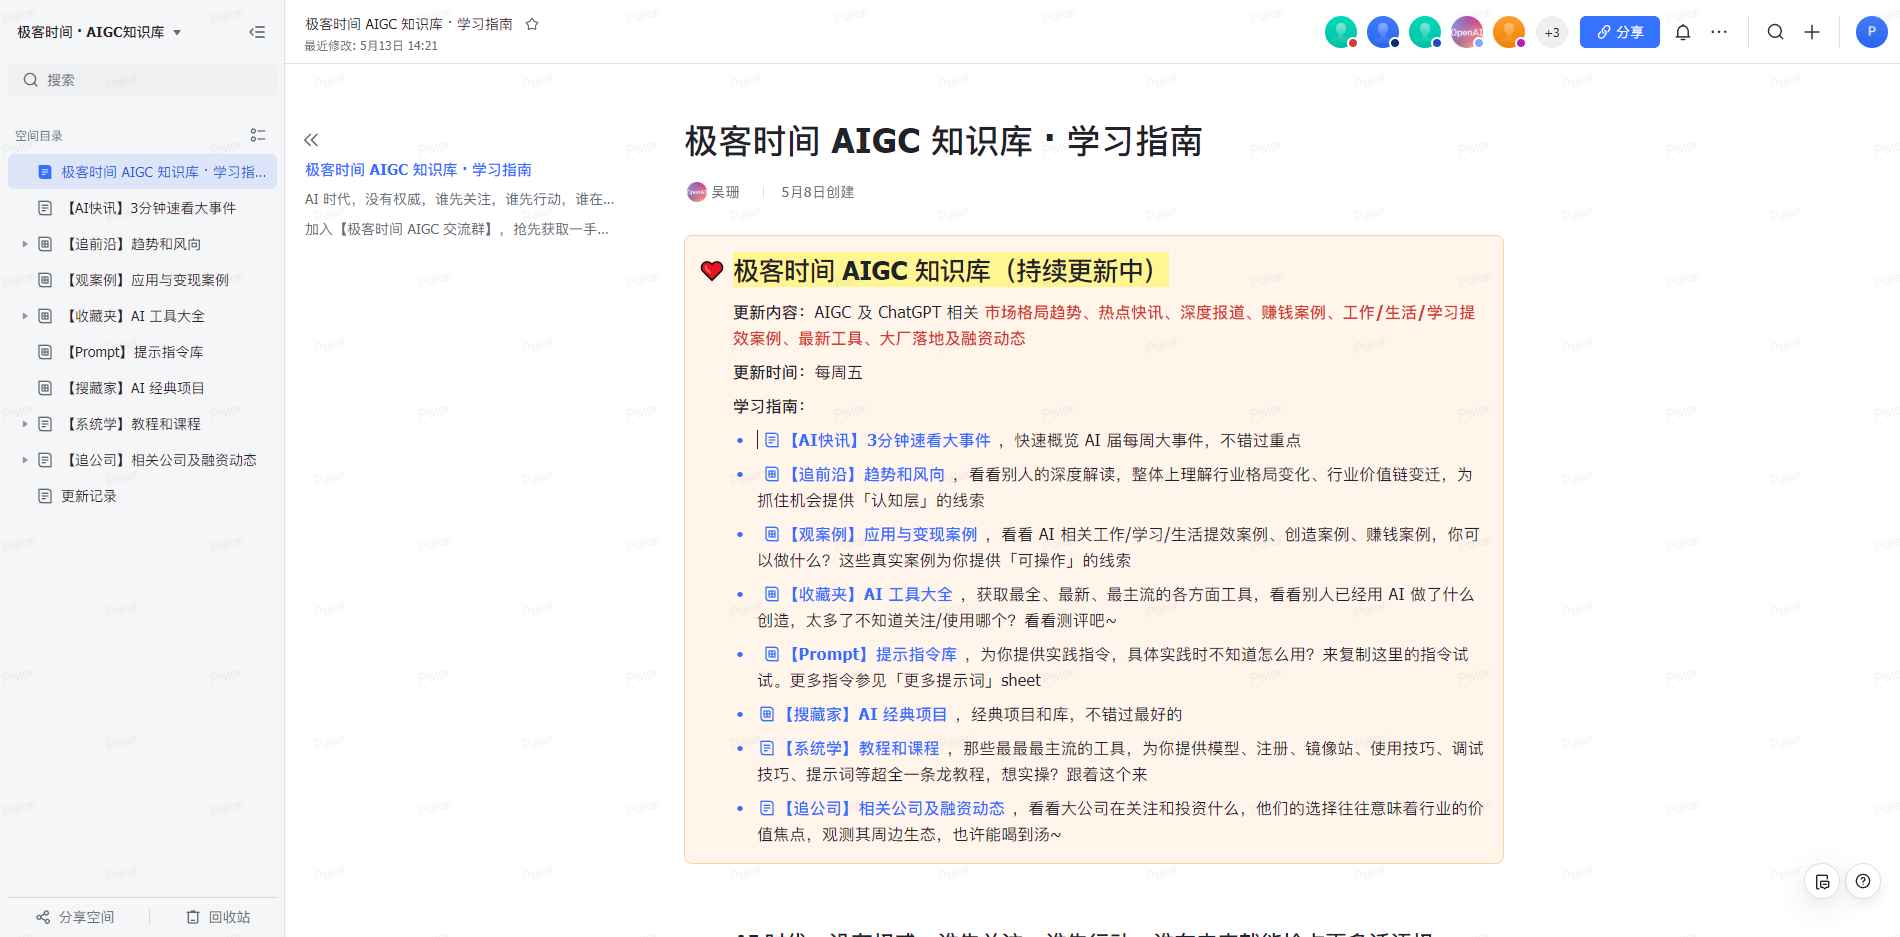 极客时间·AIGC知识库
搜索
空间目录
极客时间 AIGC 知识库·学习指...
【AI快讯】3分钟速看大事件
【追前沿】趋势和风向
【观案例】应用与变现案例
【收藏夹】AI 工具大全
【Prompt】提示指令库
【搜藏家】AI 经典项目
【系统学】教程和课程
【追公司】相关公司及融资动态
更新记录
分享空间
回收站
极客时间 AIGC 知识库·学习指南
最近修改: 5月13日 14:21
OpenAI
+3
分享
P
极客时间 AIGC 知识库·学习指南
AI 时代，没有权威，谁先关注，谁先行动，谁在...
加入【极客时间 AIGC 交流群】，抢先获取一手...
极客时间 AIGC 知识库·学习指南
吴珊
5月8日创建
极客时间 AIGC 知识库（持续更新中）
更新内容：AIGC 及 ChatGPT 相关 市场格局趋势、热点快讯、深度报道、赚钱案例、工作/生活/学习提
效案例、最新工具、大厂落地及融资动态
更新时间：每周五
学习指南：
• 【AI快讯】3分钟速看大事件 ，快速概览 AI 届每周大事件，不错过重点
• 【追前沿】趋势和风向 ，看看别人的深度解读，整体上理解行业格局变化、行业价值链变迁，为
抓住机会提供「认知层」的线索
• 【观案例】应用与变现案例 ，看看 AI 相关工作/学习/生活提效案例、创造案例、赚钱案例，你可
以做什么？这些真实案例为你提供「可操作」的线索
• 【收藏夹】AI 工具大全 ，获取最全、最新、最主流的各方面工具，看看别人已经用 AI 做了什么
创造，太多了不知道关注/使用哪个？看看测评吧~
• 【Prompt】提示指令库 ，为你提供实践指令，具体实践时不知道怎么用？来复制这里的指令试
试。更多指令参见「更多提示词」sheet
• 【搜藏家】AI 经典项目 ，经典项目和库，不错过最好的
• 【系统学】教程和课程 ，那些最最最主流的工具，为你提供模型、注册、镜像站、使用技巧、调试
技巧、提示词等超全一条龙教程，想实操？跟着这个来
• 【追公司】相关公司及融资动态 ，看看大公司在关注和投资什么，他们的选择往往意味着行业的价
值焦点，观测其周边生态，也许能喝到汤~